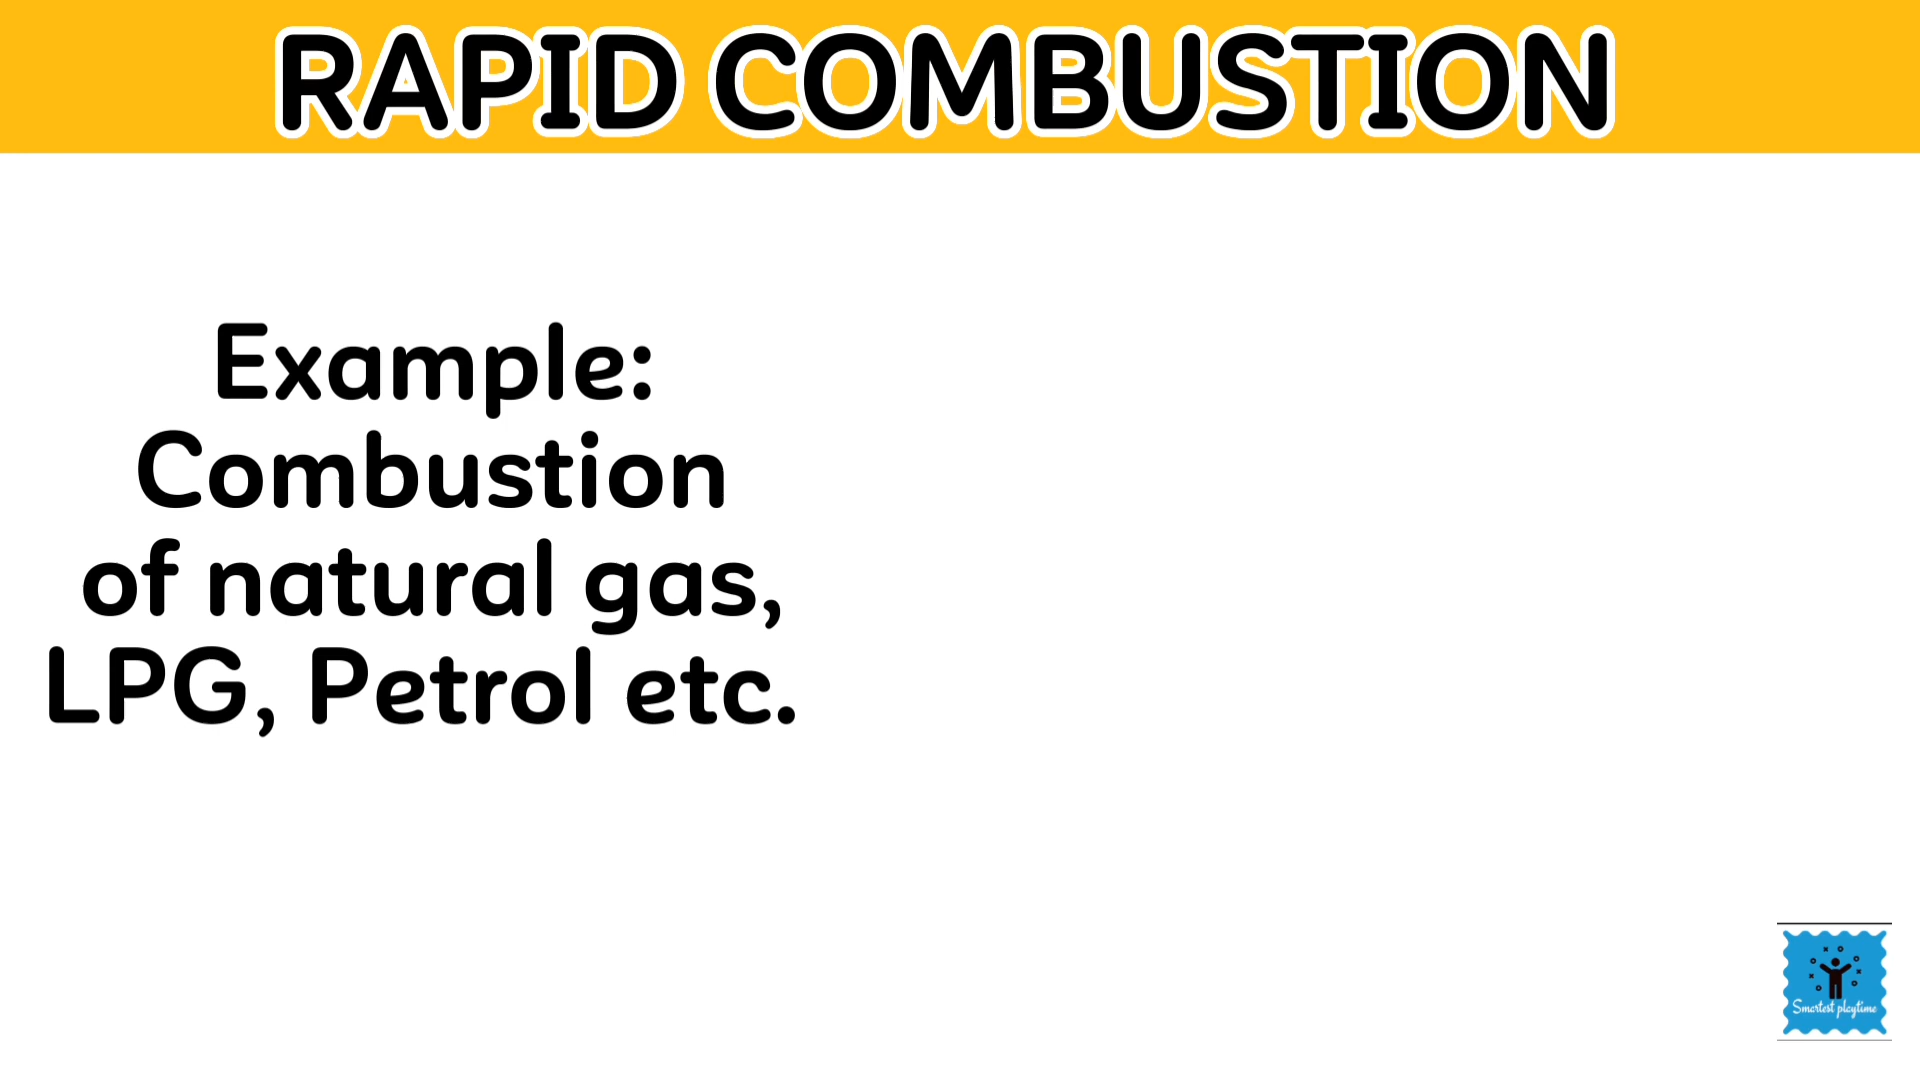 RAPID COMBUSTION
Example:
Combustion
of natural gas,
LPG, Petrol etc.
Smartest playtime